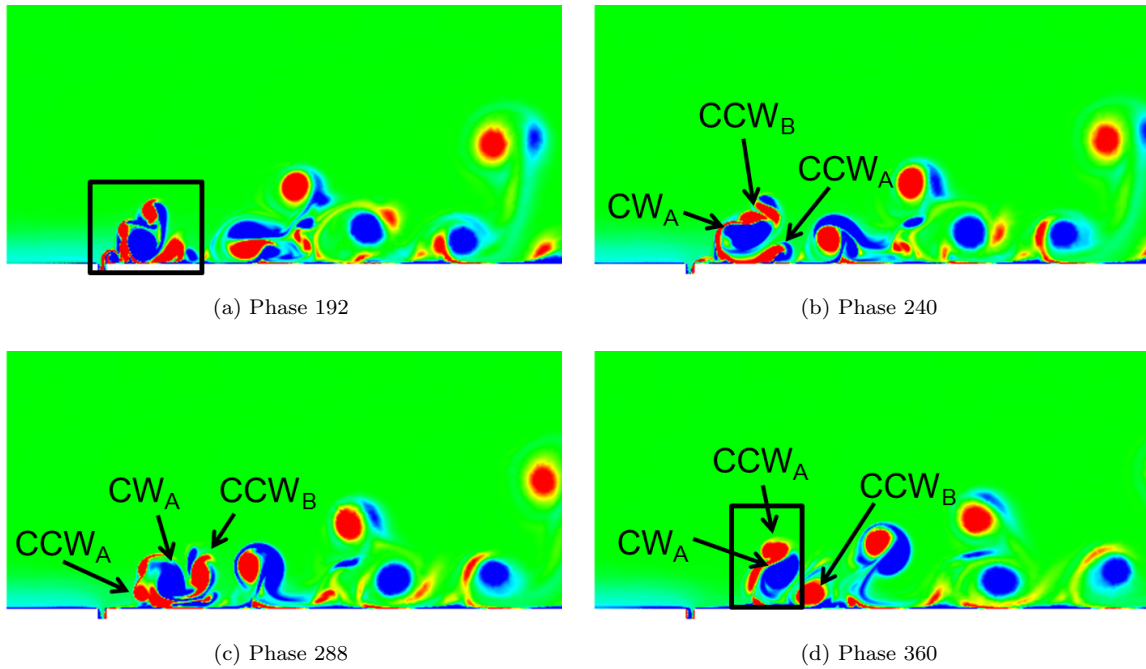 (a) Phase 192
CCW_B
CCW_A
CW_A
(b) Phase 240
CW_A
CCW_B
CCW_A
(c) Phase 288
CCW_A
CCW_B
CW_A
(d) Phase 360